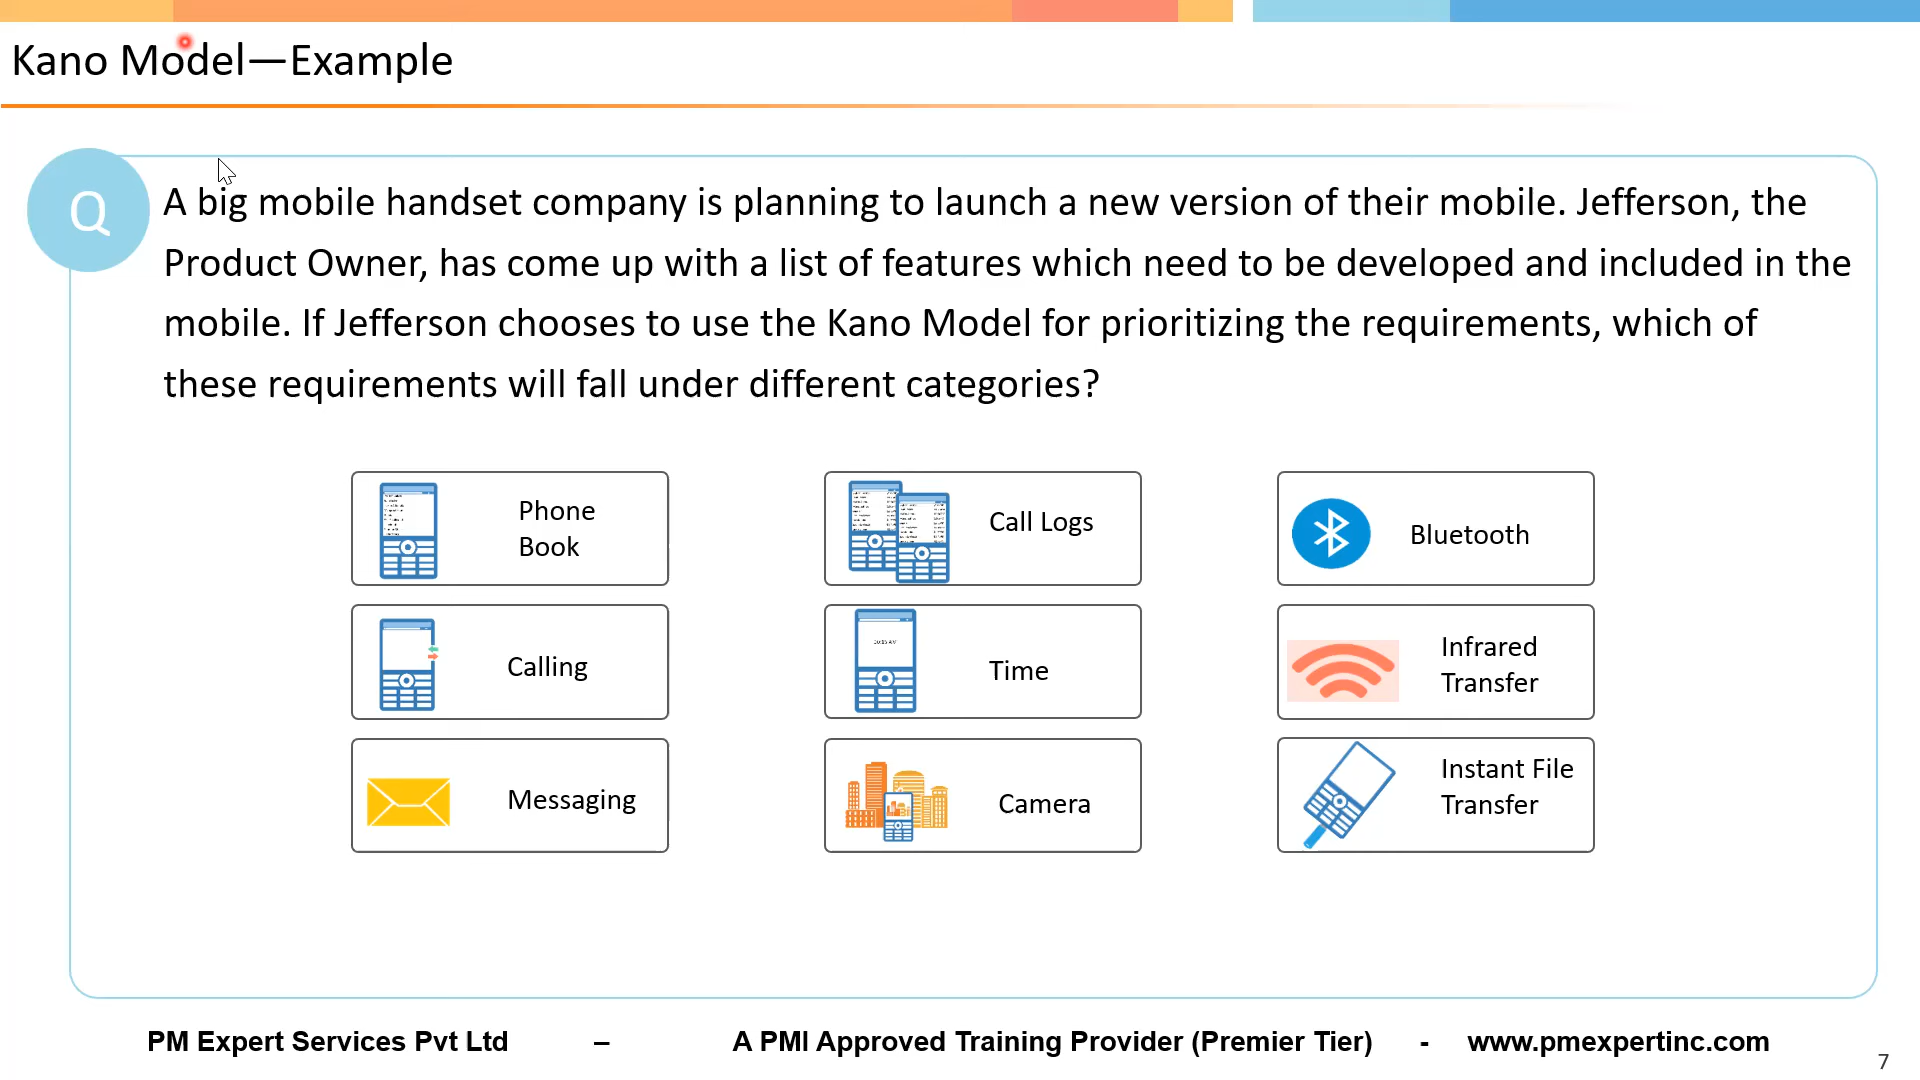 Kano Model—Example
Q
A big mobile handset company is planning to launch a new version of their mobile. Jefferson, the
Product Owner, has come up with a list of features which need to be developed and included in the
mobile. If Jefferson chooses to use the Kano Model for prioritizing the requirements, which of
these requirements will fall under different categories?
Phone
Book
Call Logs
Bluetooth
Calling
Time
Infrared
Transfer
Messaging
Camera
Instant File
Transfer
PM Expert Services Pvt Ltd – A PMI Approved Training Provider (Premier Tier) - www.pmexpertinc.com
7